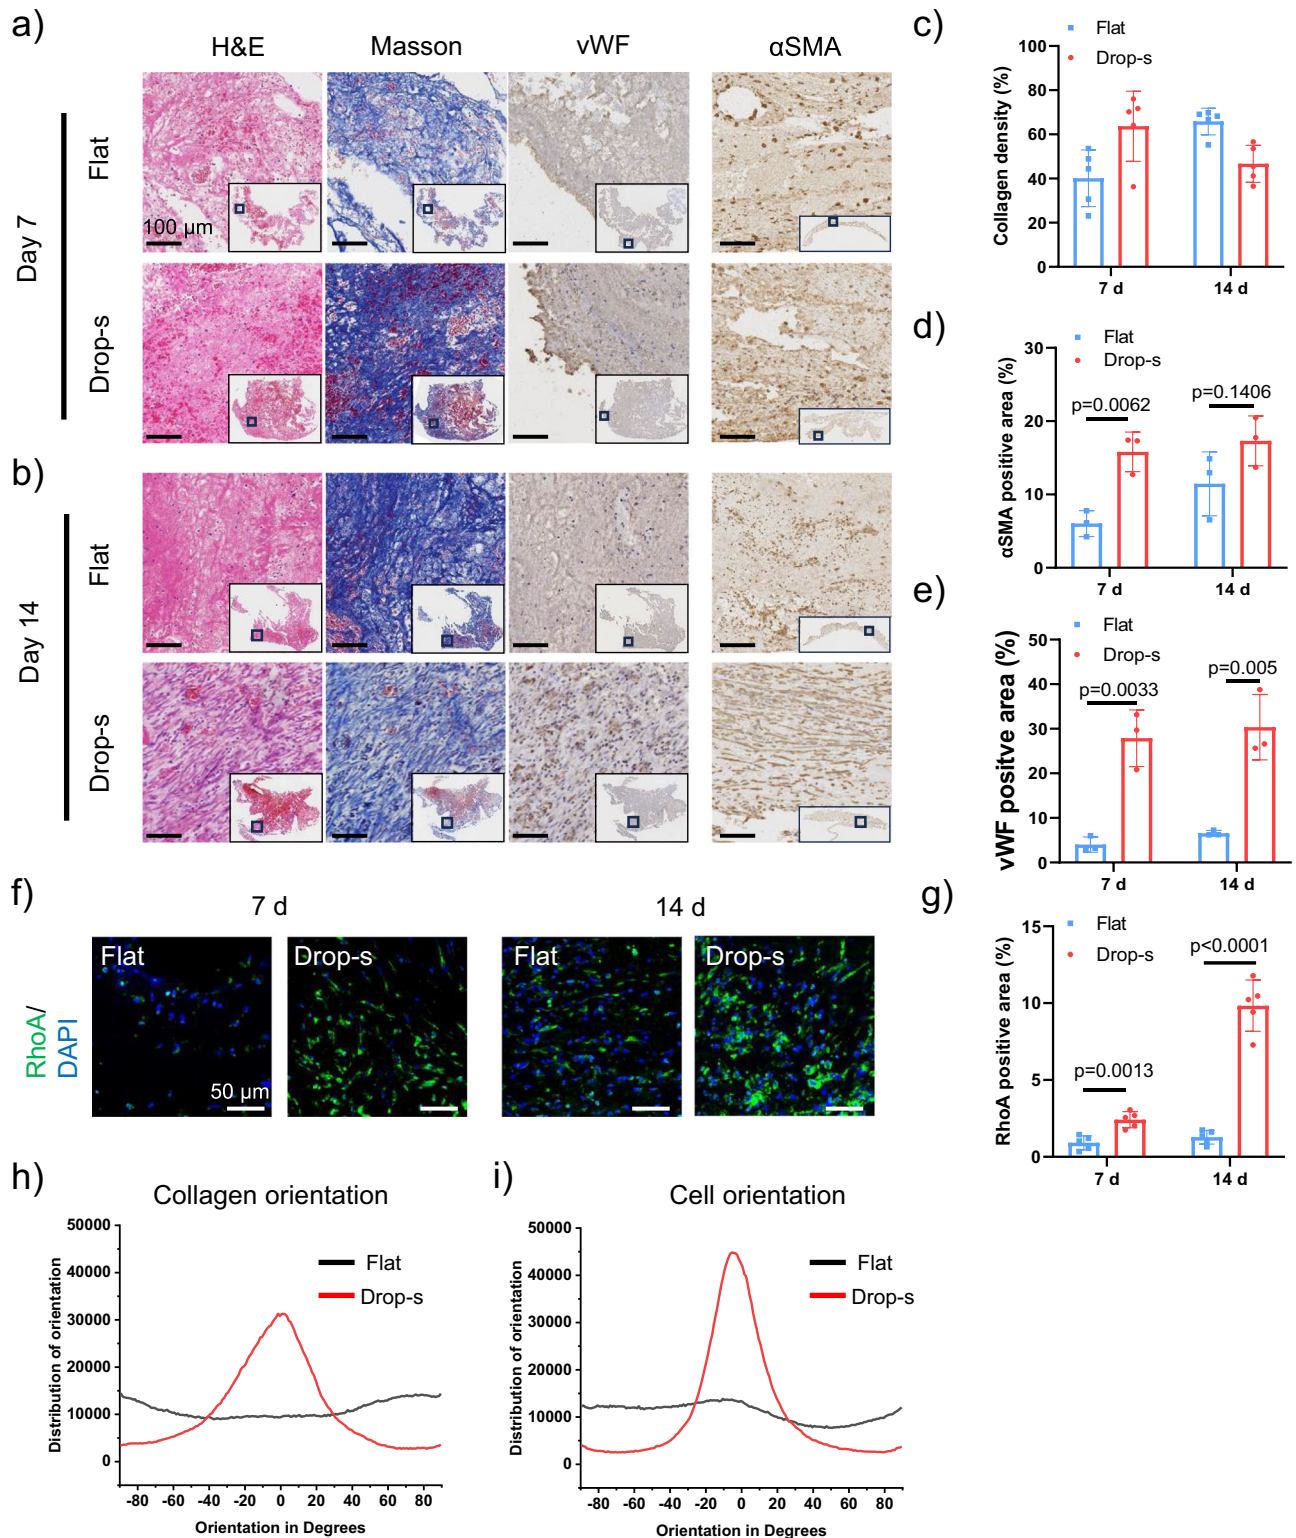 a)
H&E
Masson
vWF
αSMA
Day 7
Flat
100 μm
Drop-s
b)
Day 14
Flat
Drop-s
c)
Flat
Drop-s
Collagen density (%)
100
80
60
40
20
0
7 d
14 d
d)
Flat
Drop-s
αSMA positive area (%)
30
20
10
0
p=0.0062
p=0.1406
7 d
14 d
e)
Flat
Drop-s
vWF positive area (%)
50
40
30
20
10
0
p=0.0033
p=0.005
7 d
14 d
f)
7 d
14 d
RhoA/
DAPI
Flat
50 μm
Drop-s
Flat
Drop-s
g)
Flat
Drop-s
RhoA positive area (%)
15
10
5
0
p=0.0013
p<0.0001
7 d
14 d
h)
Collagen orientation
Flat
Drop-s
Distribution of orientation
50000
40000
30000
20000
10000
0
-80 -60 -40 -20 0 20 40 60 80
Orientation in Degrees
i)
Cell orientation
Flat
Drop-s
Distribution of orientation
50000
40000
30000
20000
10000
0
-80 -60 -40 -20 0 20 40 60 80
Orientation in Degrees